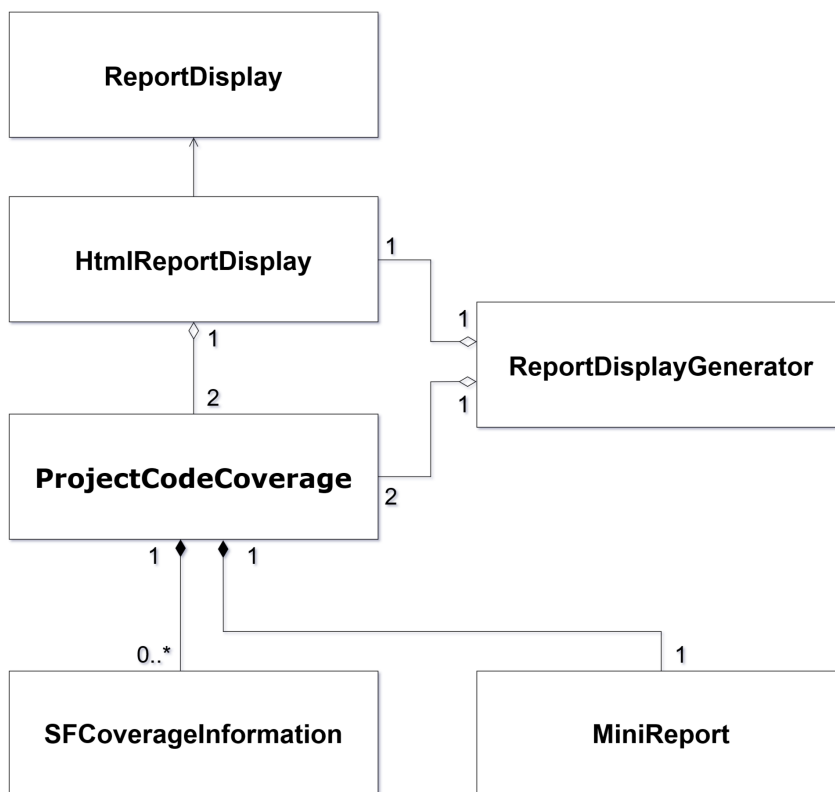 ReportDisplay
HtmlReportDisplay
1
1
ReportDisplayGenerator
1
1
2
ProjectCodeCoverage
2
1
1
0..*
1
SFCoverageInformation
MiniReport